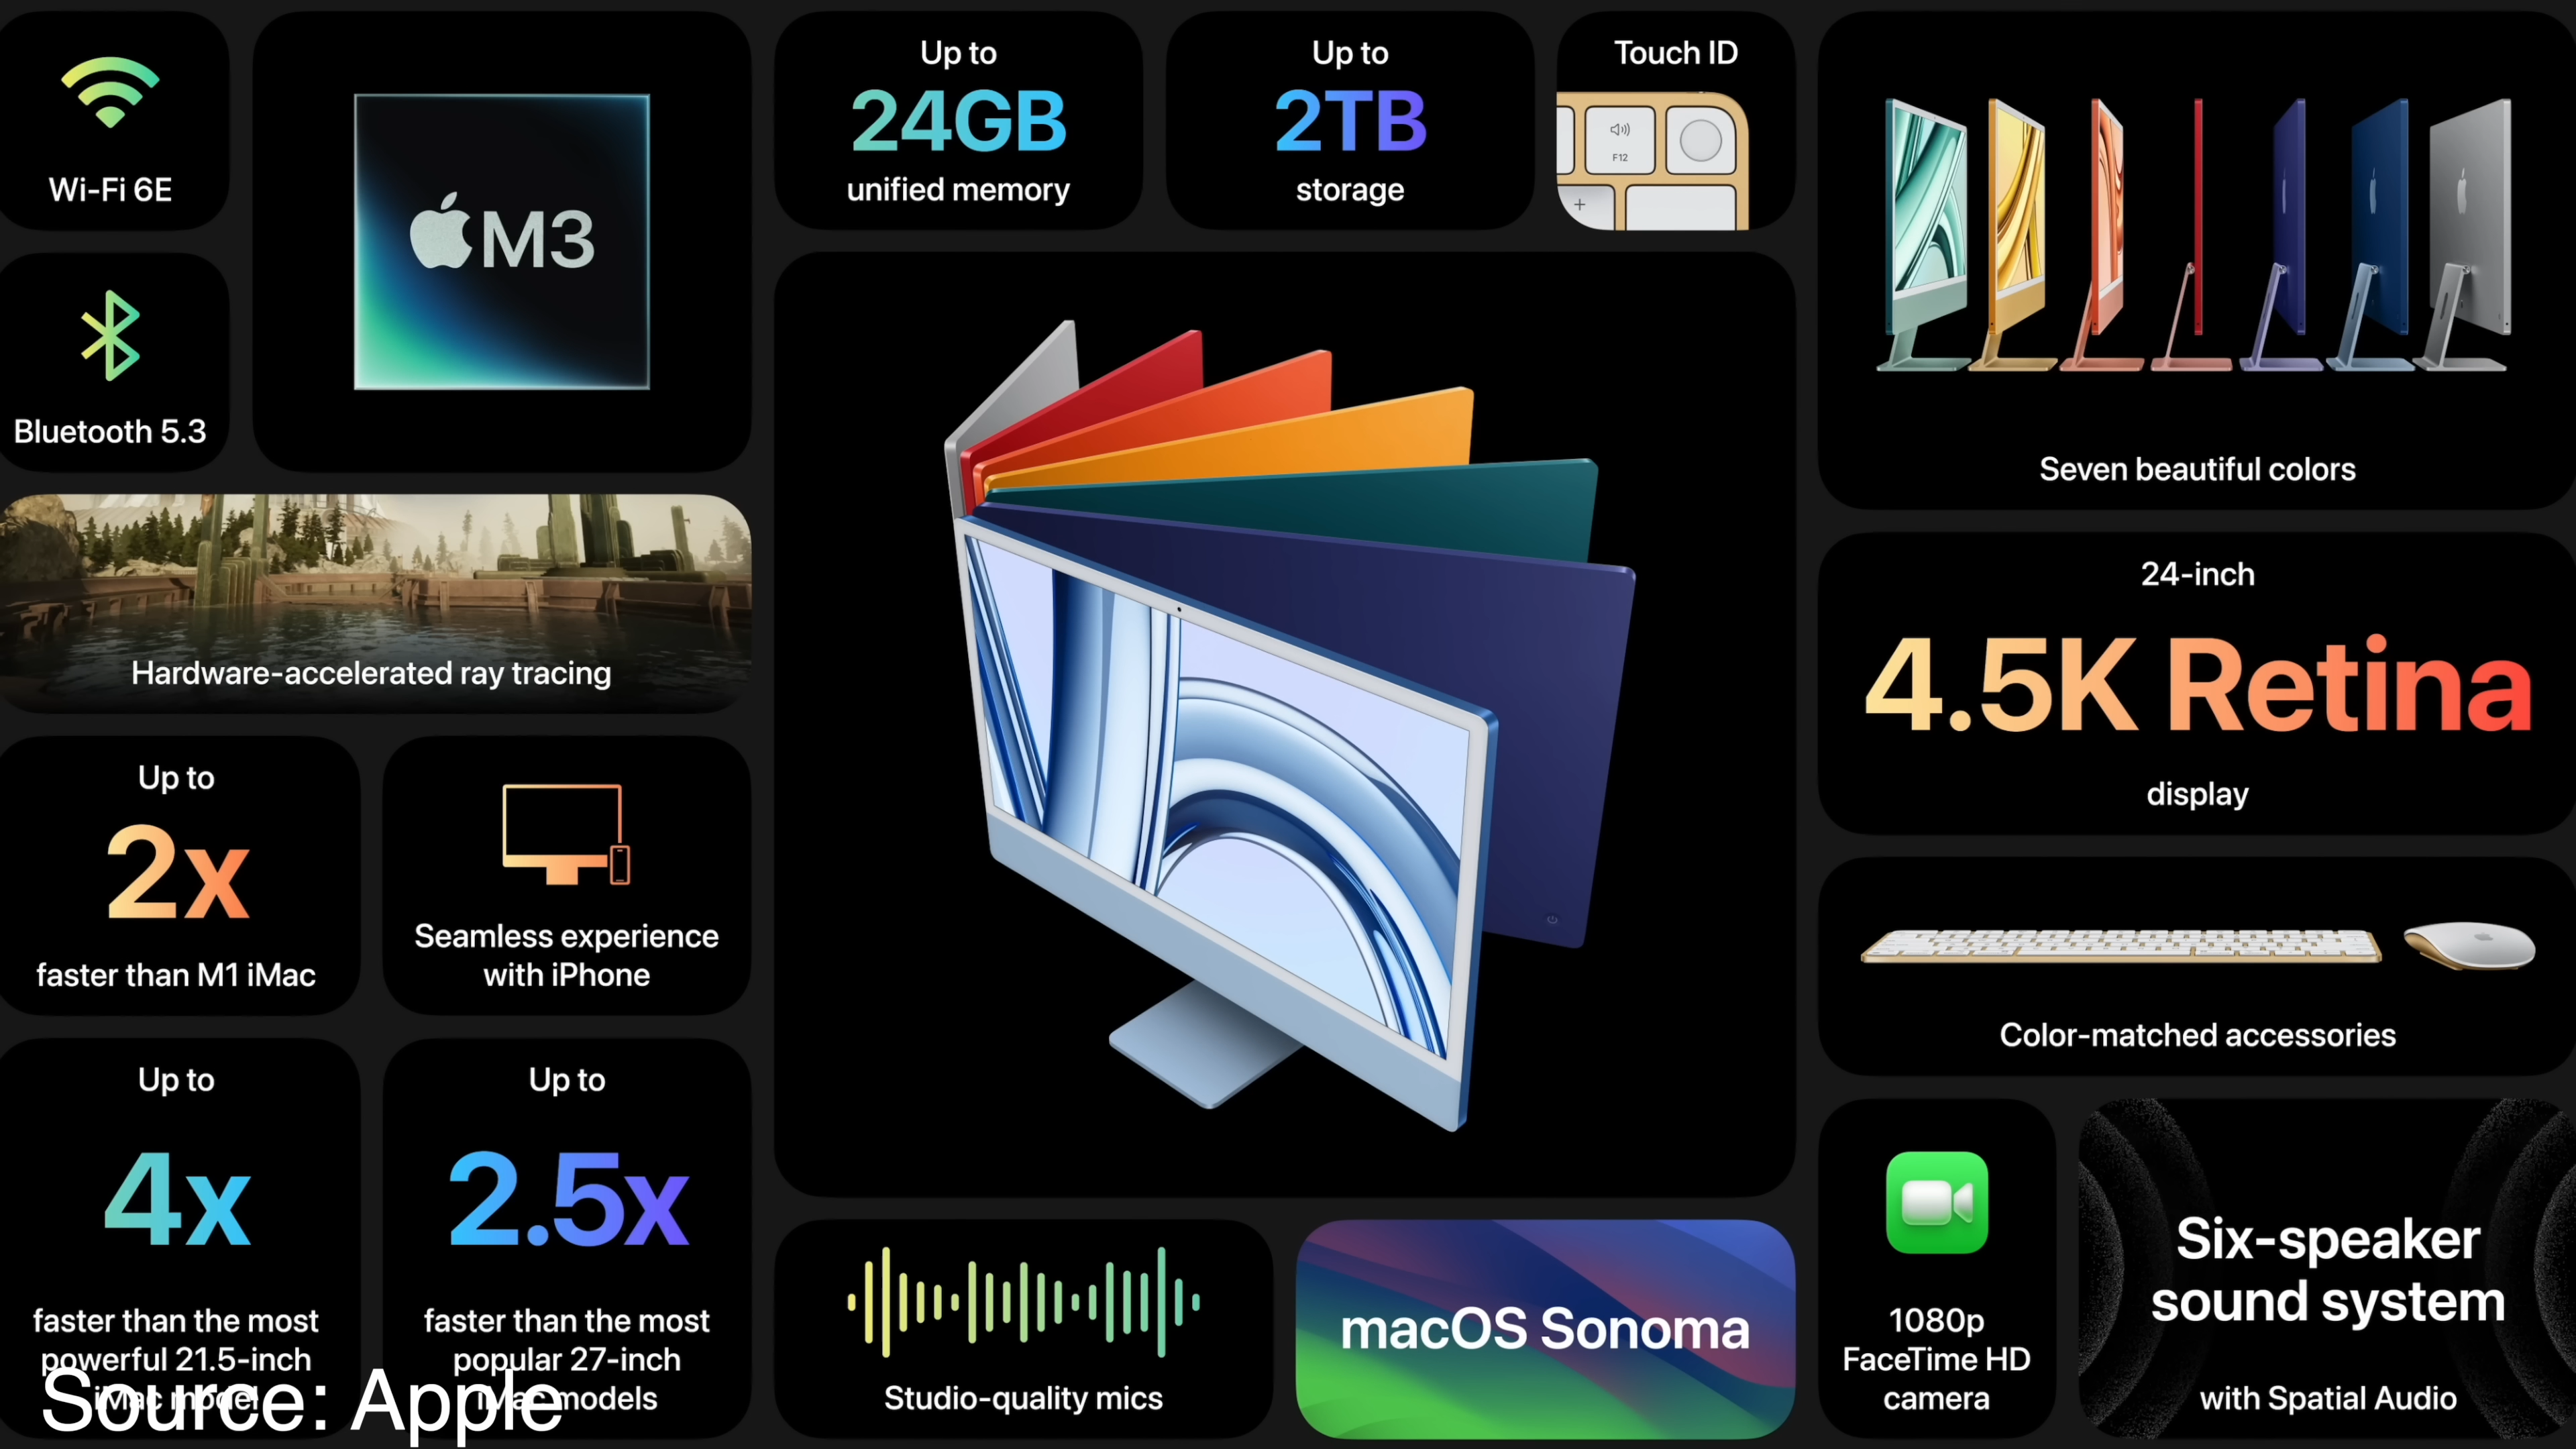 Wi-Fi 6E
Bluetooth 5.3
M3
Hardware-accelerated ray tracing
Up to
2x
faster than M1 iMac
Seamless experience
with iPhone
Up to
4x
faster than the most
powerful 21.5-inch
iMac model
Up to
2.5x
faster than the most
popular 27-inch
iMac models
Source: Apple
Up to
24GB
unified memory
Up to
2TB
storage
Touch ID
F12
+
Studio-quality mics
macOS Sonoma
Seven beautiful colors
24-inch
4.5K Retina
display
Color-matched accessories
1080p
FaceTime HD
camera
Six-speaker
sound system
with Spatial Audio